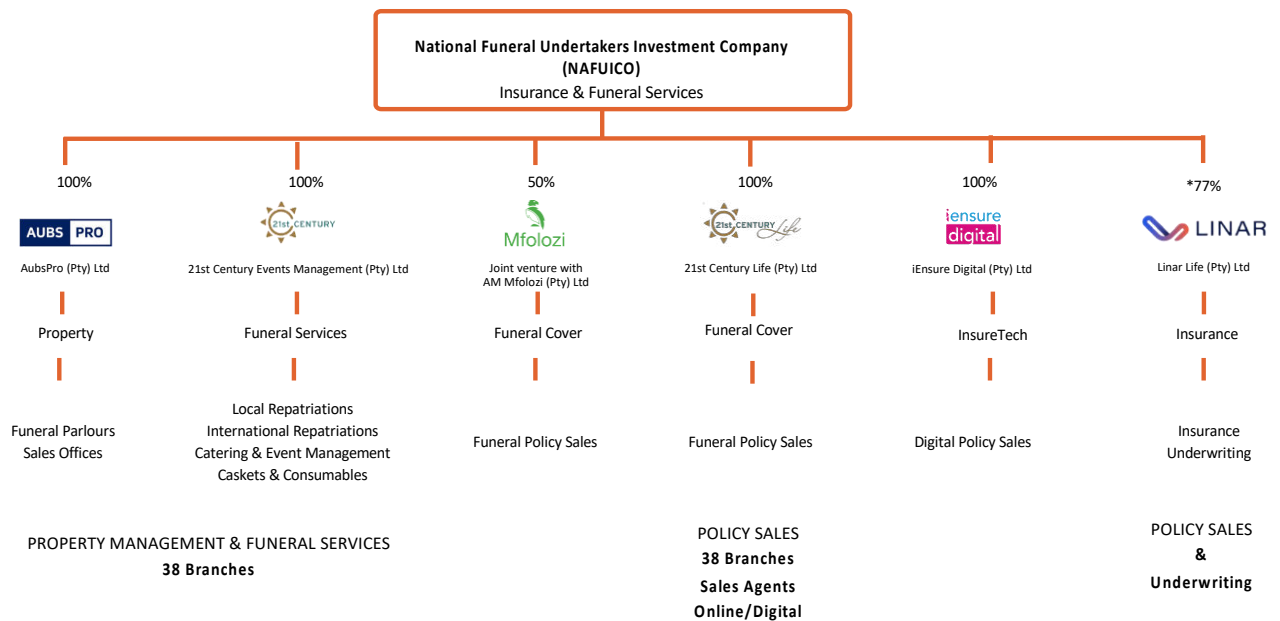 National Funeral Undertakers Investment Company
(NAFUICO)
Insurance & Funeral Services
100%
100%
50%
100%
100%
*77%
AUBS PRO
21st CENTURY
Mfolozi
21st CENTURY Life
iensure
digital
LINAR
AubsPro (Pty) Ltd
21st Century Events Management (Pty) Ltd
Joint venture with
AM Mfolozi (Pty) Ltd
21st Century Life (Pty) Ltd
iEnsure Digital (Pty) Ltd
Linar Life (Pty) Ltd
Property
Funeral Services
Funeral Cover
Funeral Cover
InsureTech
Insurance
Funeral Parlours
Sales Offices
Local Repatriations
International Repatriations
Catering & Event Management
Caskets & Consumables
Funeral Policy Sales
Funeral Policy Sales
Digital Policy Sales
Insurance
Underwriting
PROPERTY MANAGEMENT & FUNERAL SERVICES
38 Branches
POLICY SALES
38 Branches
Sales Agents
Online/Digital
POLICY SALES
&
Underwriting